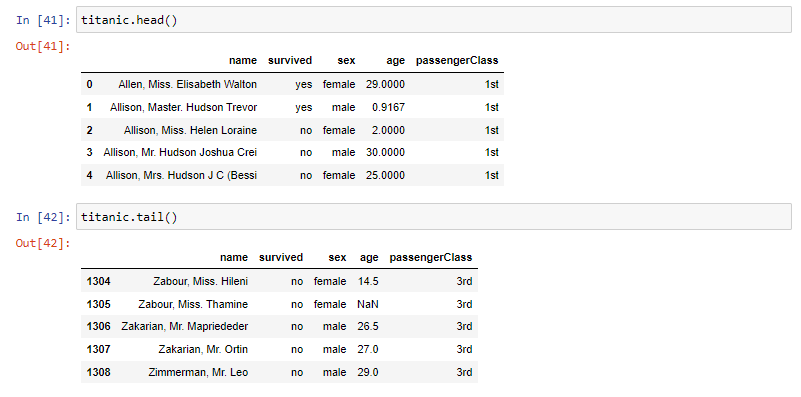 In [41]: titanic.head()
Out[41]:
name survived sex age passengerClass
0 Allen, Miss. Elisabeth Walton yes female 29.0000 1st
1 Allison, Master. Hudson Trevor yes male 0.9167 1st
2 Allison, Miss. Helen Loraine no female 2.0000 1st
3 Allison, Mr. Hudson Joshua Crei no male 30.0000 1st
4 Allison, Mrs. Hudson J C (Bessi no female 25.0000 1st
In [42]: titanic.tail()
Out[42]:
name survived sex age passengerClass
1304 Zabour, Miss. Hileni no female 14.5 3rd
1305 Zabour, Miss. Thamine no female NaN 3rd
1306 Zakarian, Mr. Mapriededer no male 26.5 3rd
1307 Zakarian, Mr. Ortin no male 27.0 3rd
1308 Zimmerman, Mr. Leo no male 29.0 3rd